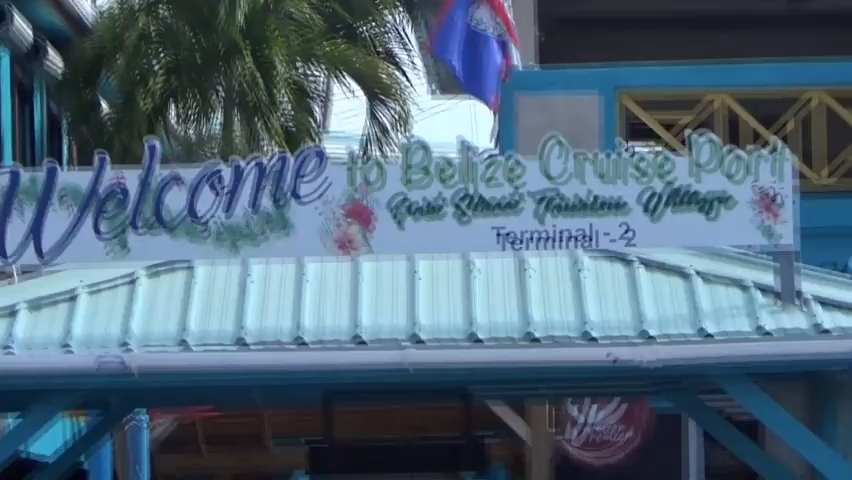 Welcome to Belize Cruise Port
Fort Street Tourism Village
Terminal - 2